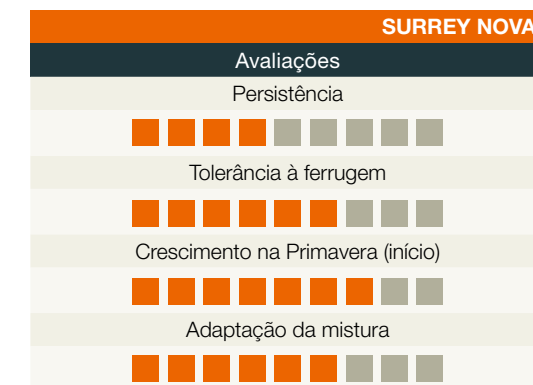 SURREY NOVA
Avaliações
Persistência
Tolerância à ferrugem
Crescimento na Primavera (início)
Adaptação da mistura